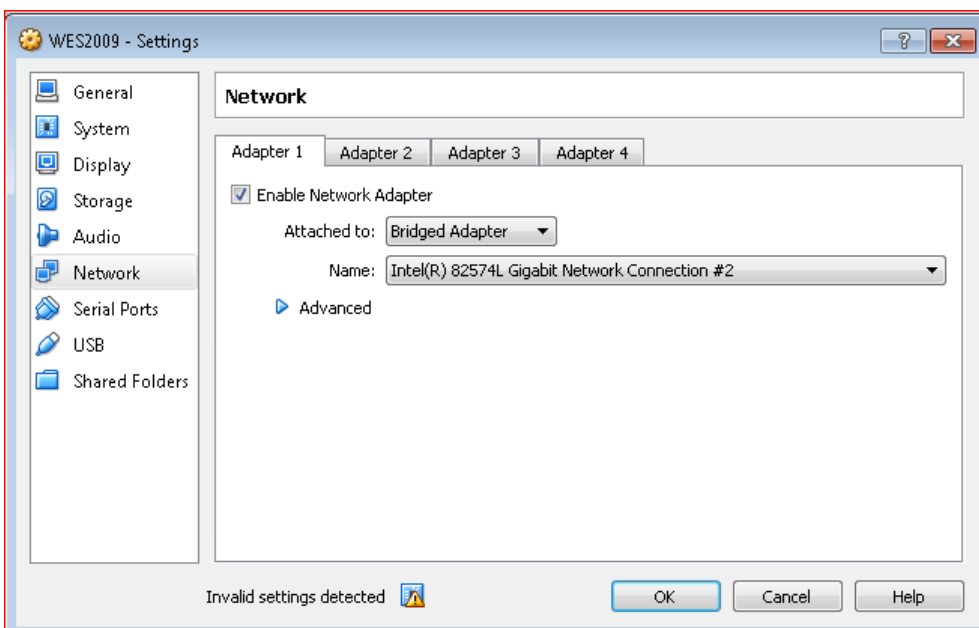 WES2009 - Settings
General
System
Display
Storage
Audio
Network
Serial Ports
USB
Shared Folders
Network
Adapter 1 Adapter 2 Adapter 3 Adapter 4
Enable Network Adapter
Attached to: Bridged Adapter
Name: Intel(R) 82574L Gigabit Network Connection #2
Advanced
Invalid settings detected OK Cancel Help